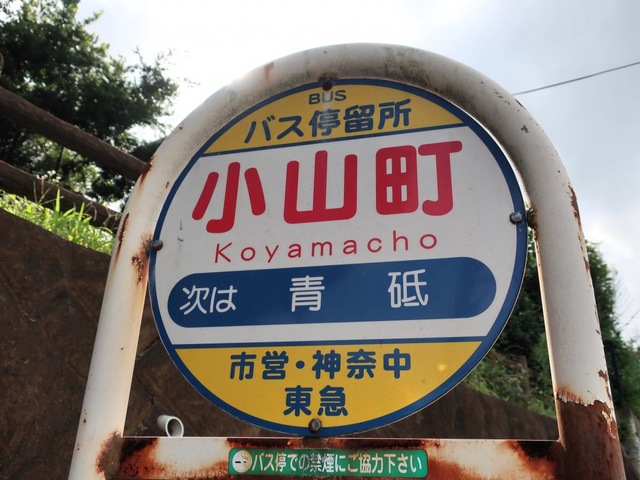 BUS
バス停留所
小山町
Koyamacho
次は 青砥
市営・神奈中
東急
バス停での禁煙にご協力下さい